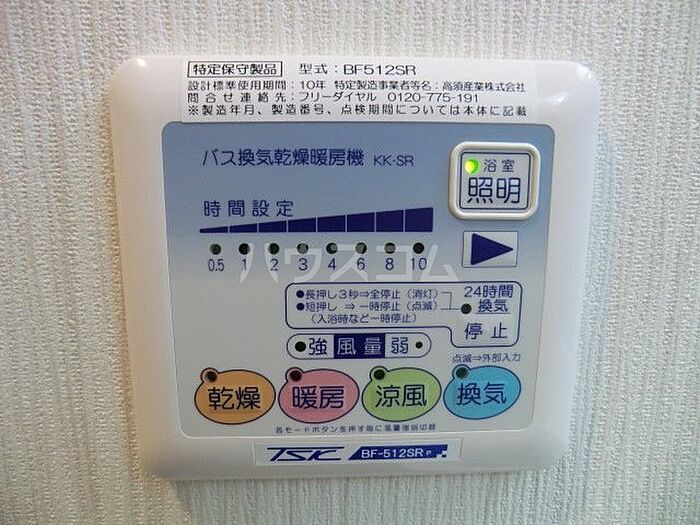 特定保守製品 型式：BF512SR
設計標準使用期間：10年 特定製造事業者等名：高須産業株式会社
問合せ連絡先：フリーダイヤル 0120-775-191
※製造年月、製造番号、点検期間については本体に記載
バス換気乾燥暖房機 KK-SR
浴室
照明
時間設定
0.5 1 2 3 4 6 8 10
ハウスコム
●長押し3秒⇒全停止（消灯）
●短押し ⇒一時停止（点滅）
（入浴時など一時停止）
24時間
換気
停止
強風量弱
点滅⇒外部入力
乾燥 暖房 涼風 換気
各モードボタンを押す毎に風量強弱切替
TSK BF-512SR P